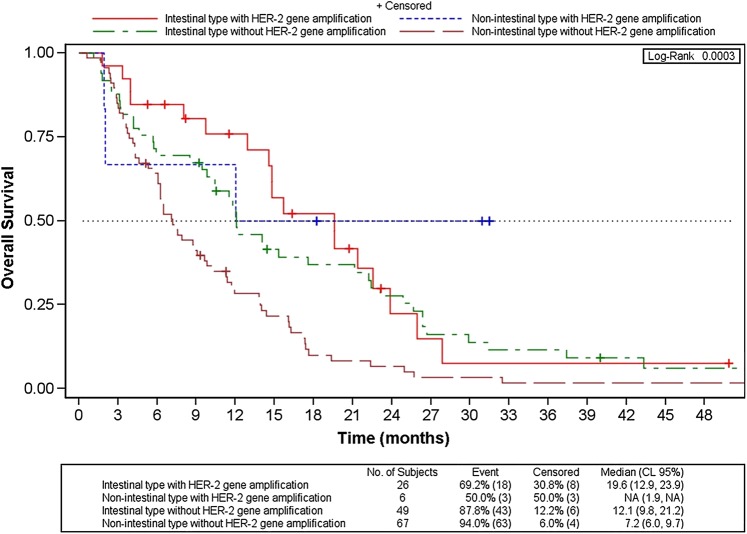 + Censored
Intestinal type with HER-2 gene amplification Non-intestinal type with HER-2 gene amplification
Intestinal type without HER-2 gene amplification Non-intestinal type without HER-2 gene amplification
Log-Rank 0.0003
1.00
0.75
0.50
0.25
0.00
Overall Survival
0 3 6 9 12 15 18 21 24 27 30 33 36 39 42 45 48
Time (months)
No. of Subjects Event Censored Median (CL 95%)
Intestinal type with HER-2 gene amplification 26 69.2% (18) 30.8% (8) 19.6 (12.9, 23.9)
Non-intestinal type with HER-2 gene amplification 6 50.0% (3) 50.0% (3) NA (1.9, NA)
Intestinal type without HER-2 gene amplification 49 87.8% (43) 12.2% (6) 12.1 (9.8, 21.2)
Non-intestinal type without HER-2 gene amplification 67 94.0% (63) 6.0% (4) 7.2 (6.0, 9.7)